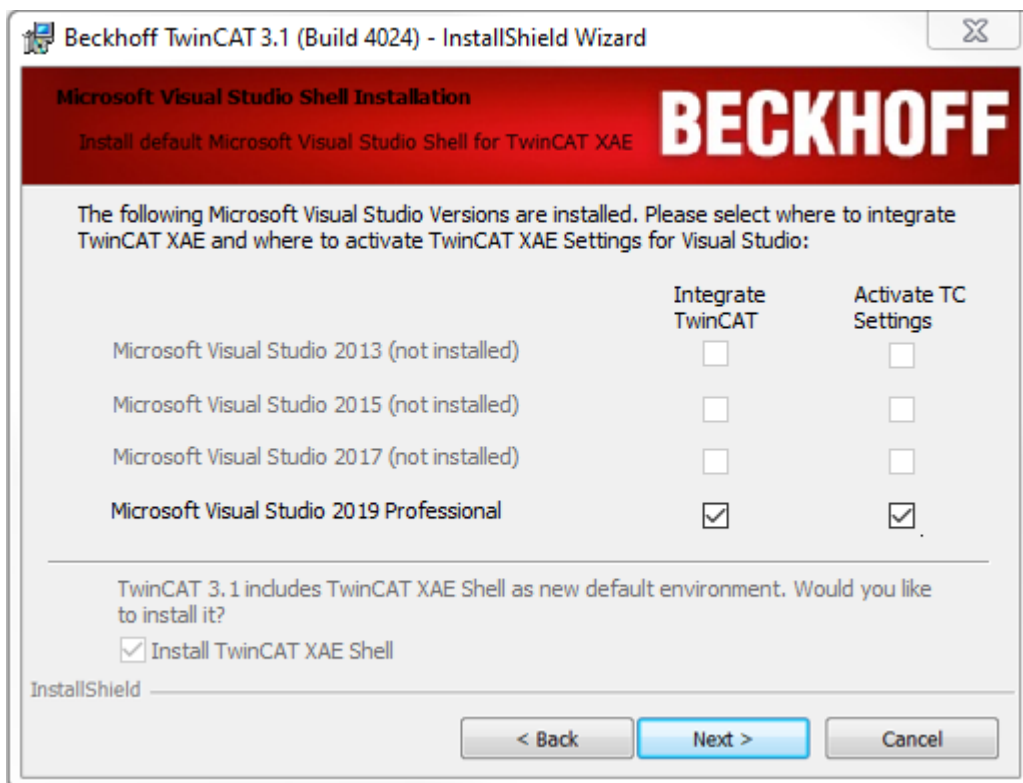 Beckhoff TwinCAT 3.1 (Build 4024) - InstallShield Wizard
Microsoft Visual Studio Shell Installation
Install default Microsoft Visual Studio Shell for TwinCAT XAE
BECKHOFF
The following Microsoft Visual Studio Versions are installed. Please select where to integrate
TwinCAT XAE and where to activate TwinCAT XAE Settings for Visual Studio:
Integrate
TwinCAT
Activate TC
Settings
Microsoft Visual Studio 2013 (not installed)
Microsoft Visual Studio 2015 (not installed)
Microsoft Visual Studio 2017 (not installed)
Microsoft Visual Studio 2019 Professional
.
TwinCAT 3.1 includes TwinCAT XAE Shell as new default environment. Would you like
to install it?
Install TwinCAT XAE Shell
InstallShield
< Back
Next >
Cancel